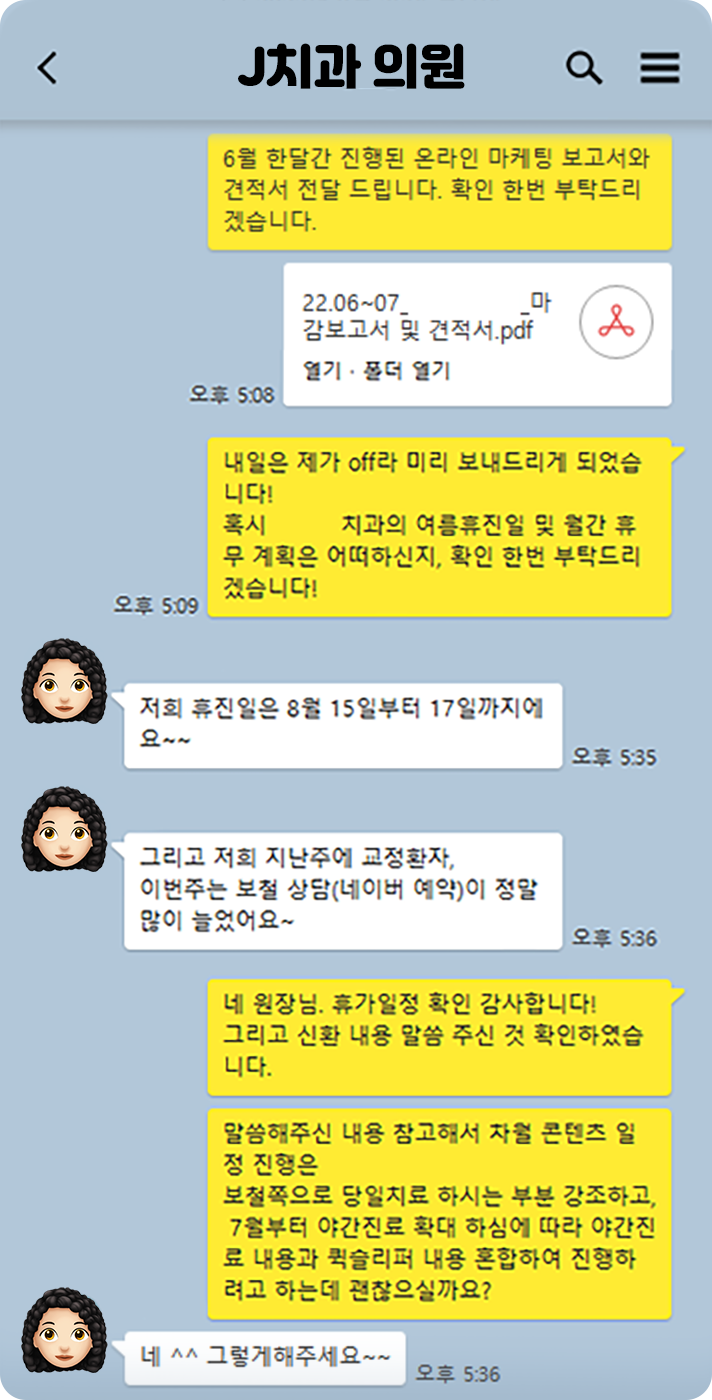 J치과 의원
6월 한달간 진행된 온라인 마케팅 보고서와
견적서 전달 드립니다. 확인 한번 부탁드리
겠습니다.
22.06~07_ _마
감보고서 및 견적서.pdf
열기 · 폴더 열기
오후 5:08
내일은 제가 off라 미리 보내드리게 되었습
니다!
혹시 치과의 여름휴진일 및 월간 휴
무 계획은 어떠하신지, 확인 한번 부탁드리
겠습니다!
오후 5:09
저희 휴진일은 8월 15일부터 17일까지에
요~~
오후 5:35
그리고 저희 지난주에 교정환자,
이번주는 보철 상담(네이버 예약)이 정말
많이 늘었어요~
오후 5:36
네 원장님. 휴가일정 확인 감사합니다!
그리고 신환 내용 말씀 주신 것 확인하였습
니다.
말씀해주신 내용 참고해서 차월 콘텐츠 일
정 진행은
보철쪽으로 당일치료 하시는 부분 강조하고,
7월부터 야간진료 확대 하심에 따라 야간진
료 내용과 퀵슬리퍼 내용 혼합하여 진행하
려고 하는데 괜찮으실까요?
네 ^^ 그렇게해주세요~~
오후 5:36